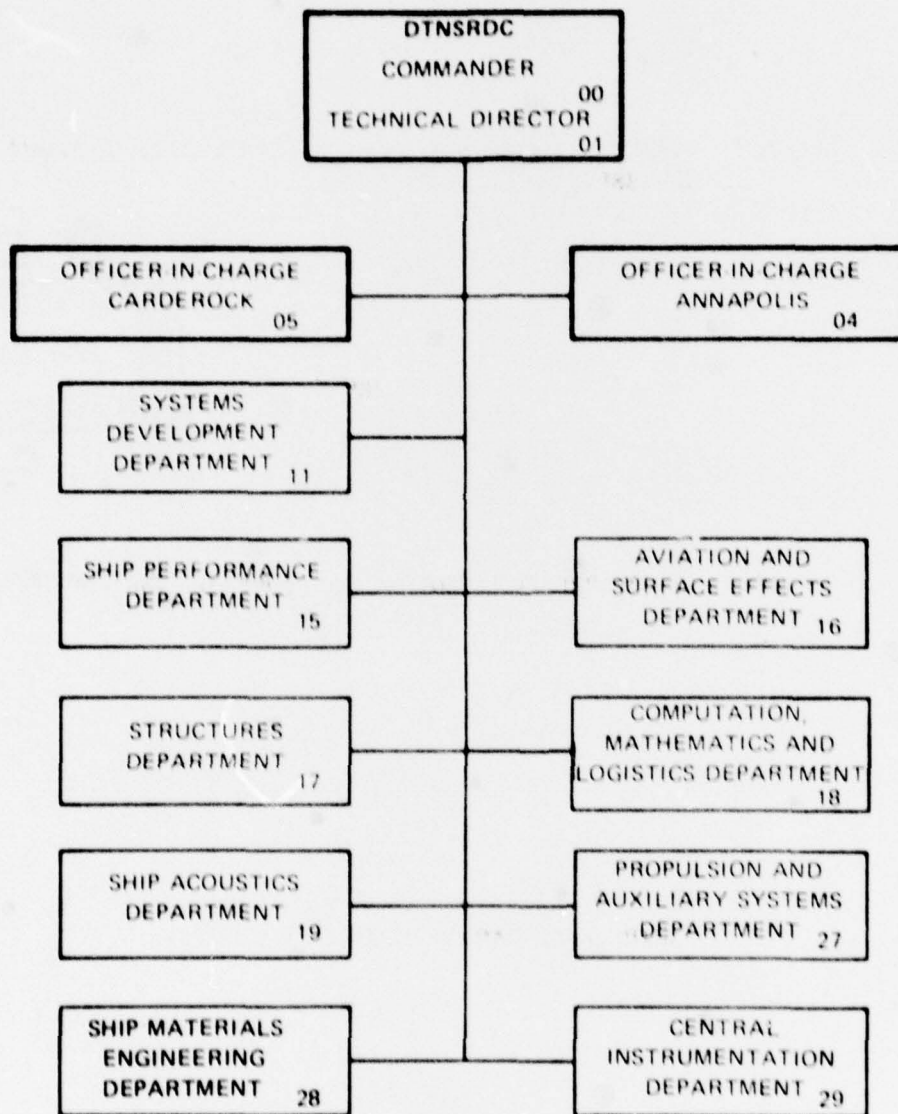 DTNSRDC
COMMANDER
00
TECHNICAL DIRECTOR
01
OFFICER-IN-CHARGE
CARDEROCK
05
OFFICER-IN-CHARGE
ANNAPOLIS
04
SYSTEMS
DEVELOPMENT
DEPARTMENT
11
SHIP PERFORMANCE
DEPARTMENT
15
AVIATION AND
SURFACE EFFECTS
DEPARTMENT
16
STRUCTURES
DEPARTMENT
17
COMPUTATION,
MATHEMATICS AND
LOGISTICS DEPARTMENT
18
SHIP ACOUSTICS
DEPARTMENT
19
PROPULSION AND
AUXILIARY SYSTEMS
DEPARTMENT
27
SHIP MATERIALS
ENGINEERING
DEPARTMENT
28
CENTRAL
INSTRUMENTATION
DEPARTMENT
29